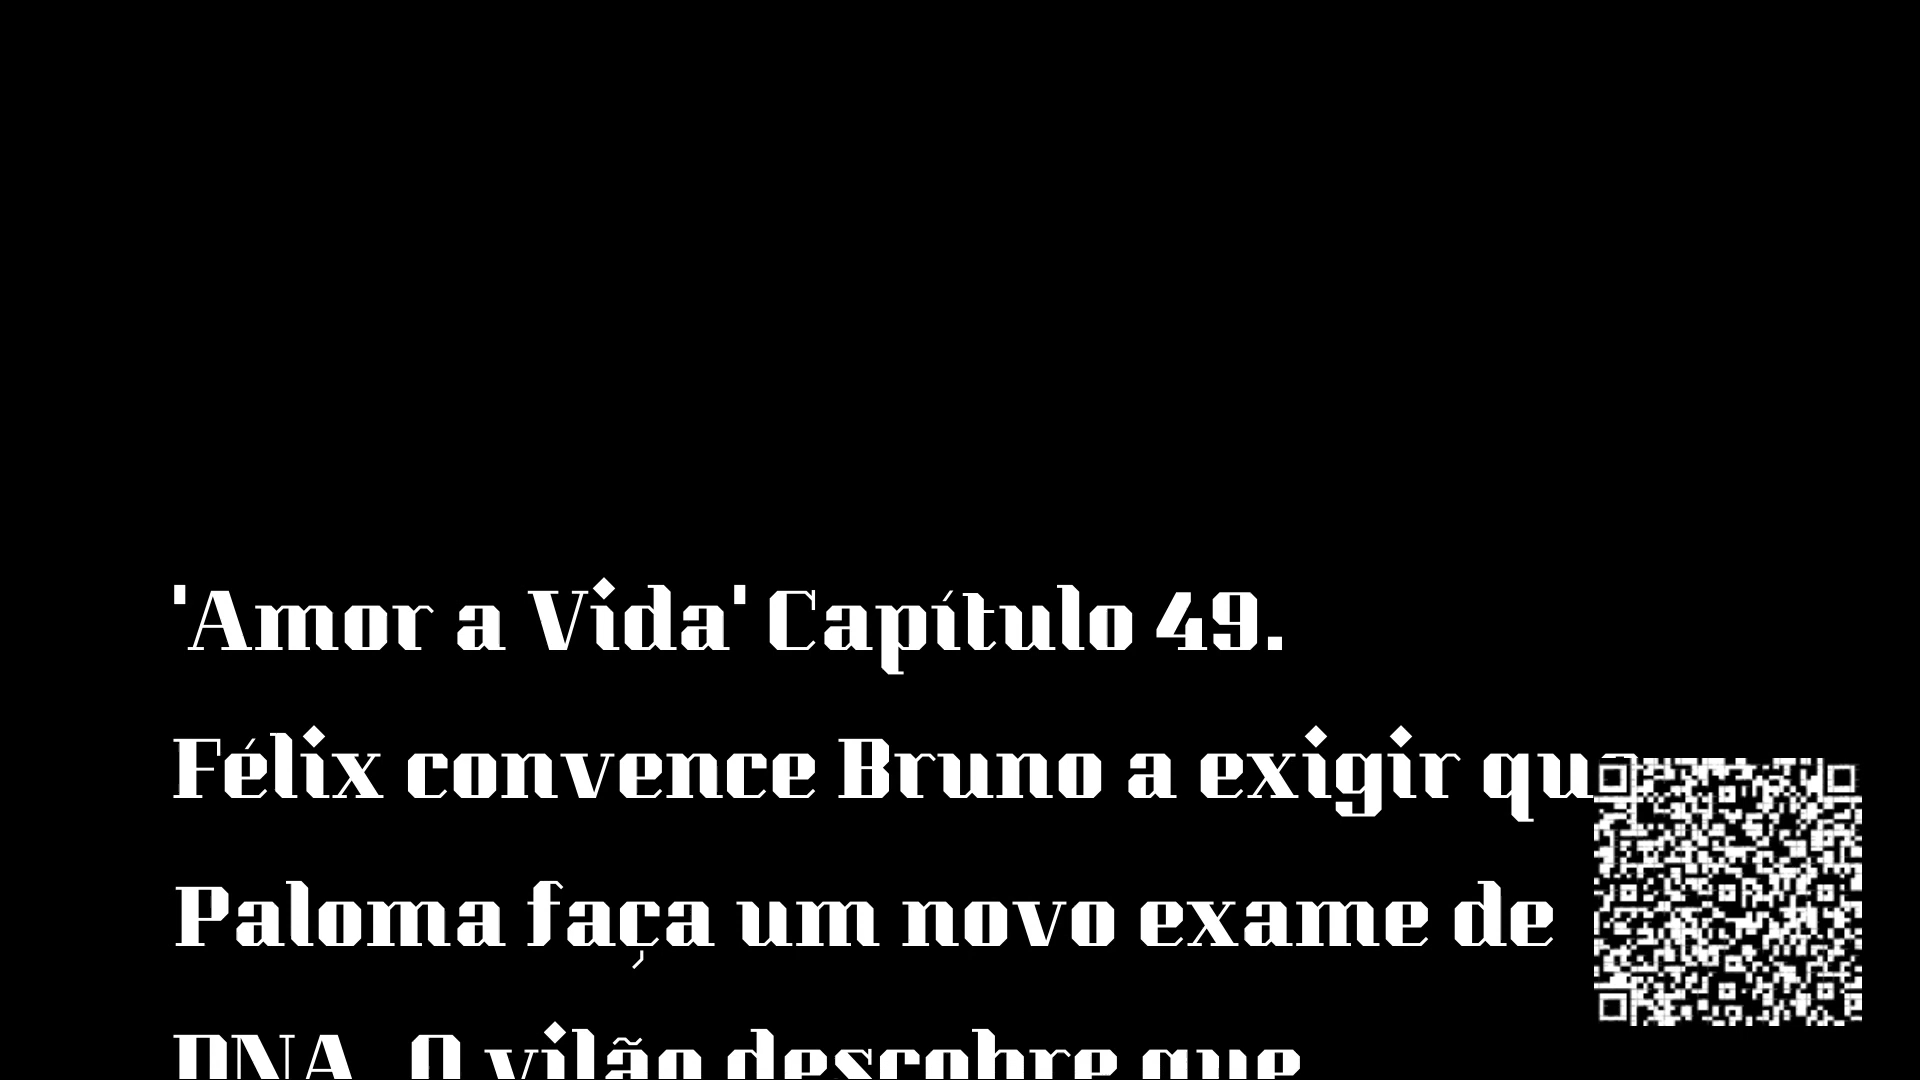 'Amor a Vida' Capítulo 49.
Félix convence Bruno a exigir que
Paloma faça um novo exame de
DNA. O vilão descobre que